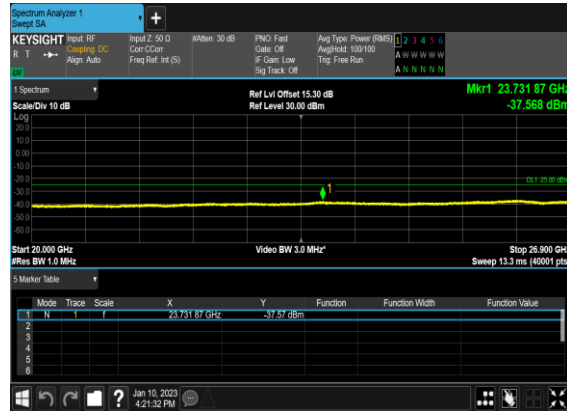 Spectrum Analyzer 1
Swept SA
+
KEYSIGHT Input: RF Input Z: 50 Ω #Atten: 30 dB PNO: Fast Avg Type: Power (RMS) 1 2 3 4 5 6
R T Coupling: DC Corr CCorr Gate: Off Avg|Hold: 100/100 A W W W W W
Align: Auto Freq Ref: Int (S) IF Gain: Low Trig: Free Run
Sig Track: Off A N N N N N
1 Spectrum
Ref Lvl Offset 15.30 dB Mkr1 23.731 87 GHz
Scale/Div 10 dB Ref Level 30.00 dBm -37.568 dBm
Log
20.0
10.0
0.00
-10.0
-20.0
DL1 -25.00 dBm
-30.0
1
-40.0
-50.0
-60.0
Start 20.000 GHz Video BW 3.0 MHz* Stop 26.900 GHz
#Res BW 1.0 MHz Sweep 13.3 ms (40001 pts)
5 Marker Table
Mode Trace Scale X Y Function Function Width Function Value
1 N 1 f 23.731 87 GHz -37.57 dBm
2
3
4
5
6
? Jan 10, 2023
4:21:32 PM